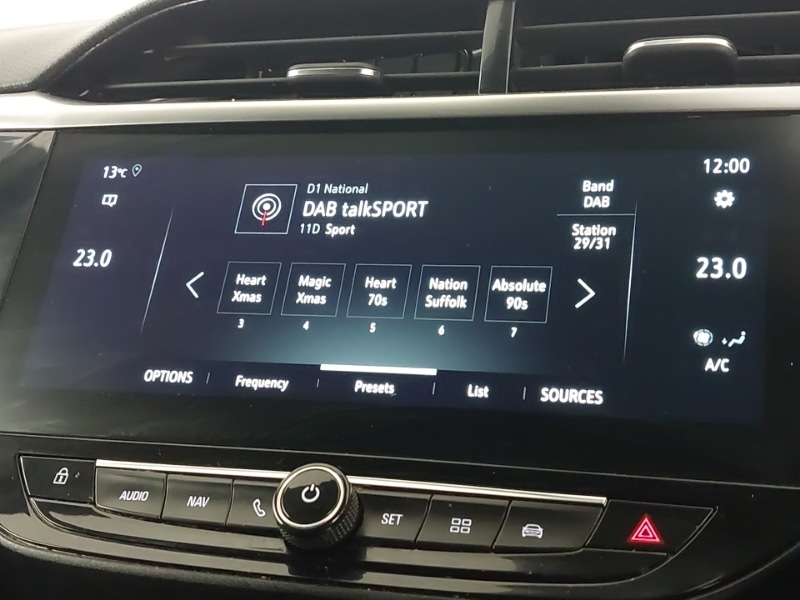 13°C
12:00
D1 National
DAB talkSPORT
11D Sport
Band
DAB
Station
29/31
23.0
23.0
Heart
Xmas
3
Magic
Xmas
4
Heart
70s
5
Nation
Suffolk
6
Absolute
90s
7
A/C
OPTIONS
Frequency
Presets
List
SOURCES
AUDIO
NAV
SET